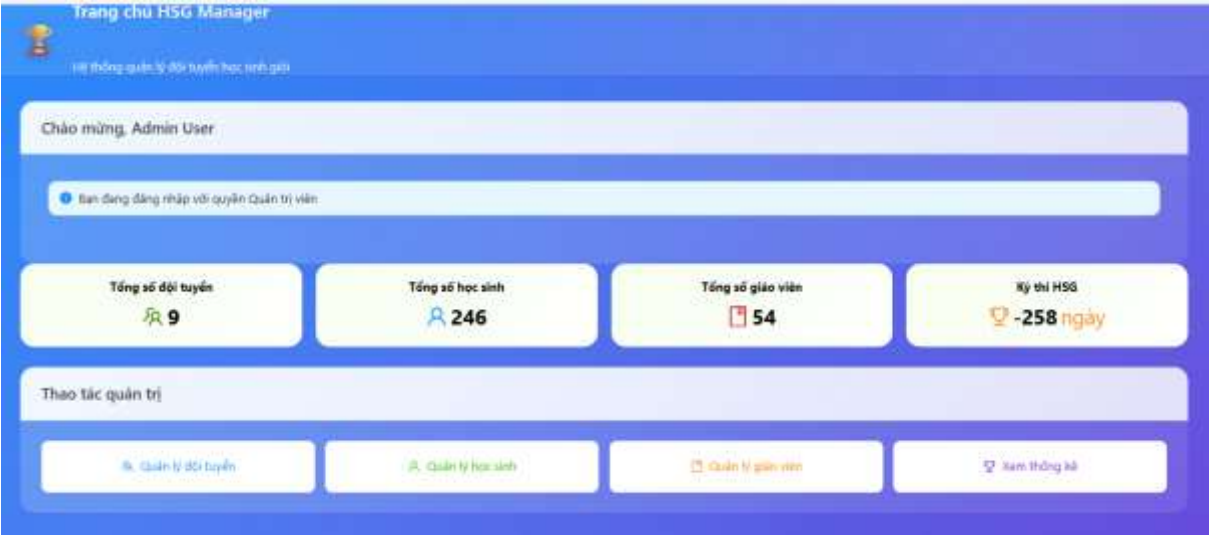 Trang chủ HSG Manager
Hệ thống quản lý đội tuyển học sinh giỏi
Chào mừng, Admin User
Bạn đang đăng nhập với quyền Quản trị viên
Tổng số đội tuyển
9
Tổng số học sinh
246
Tổng số giáo viên
54
Kỳ thi HSG
-258 ngày
Thao tác quản trị
Quản lý đội tuyển
Quản lý học sinh
Quản lý giáo viên
Xem thống kê